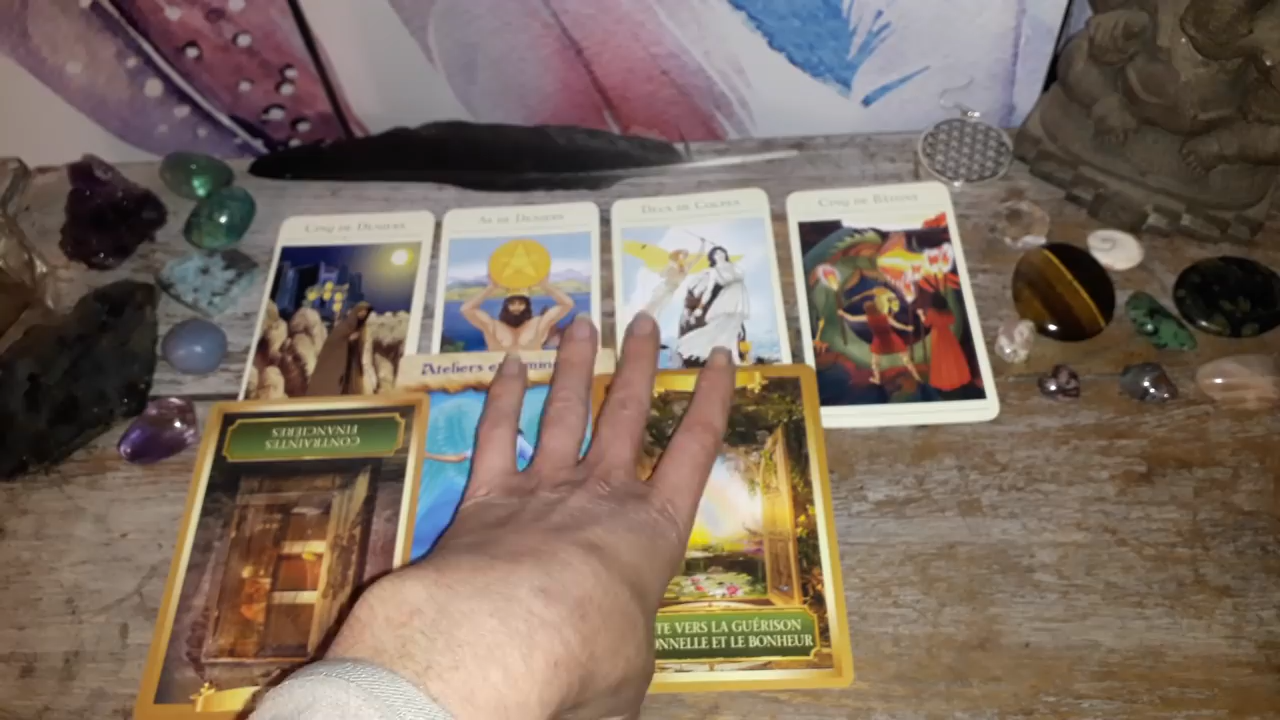 Cinq de Deniers
As de Deniers
Deux de Coupes
Cinq de Bâtons
Ateliers
CONTRAINTES
FINANCIÈRES
TE VERS LA GUÉRISON
ONNELLE ET LE BONHEUR